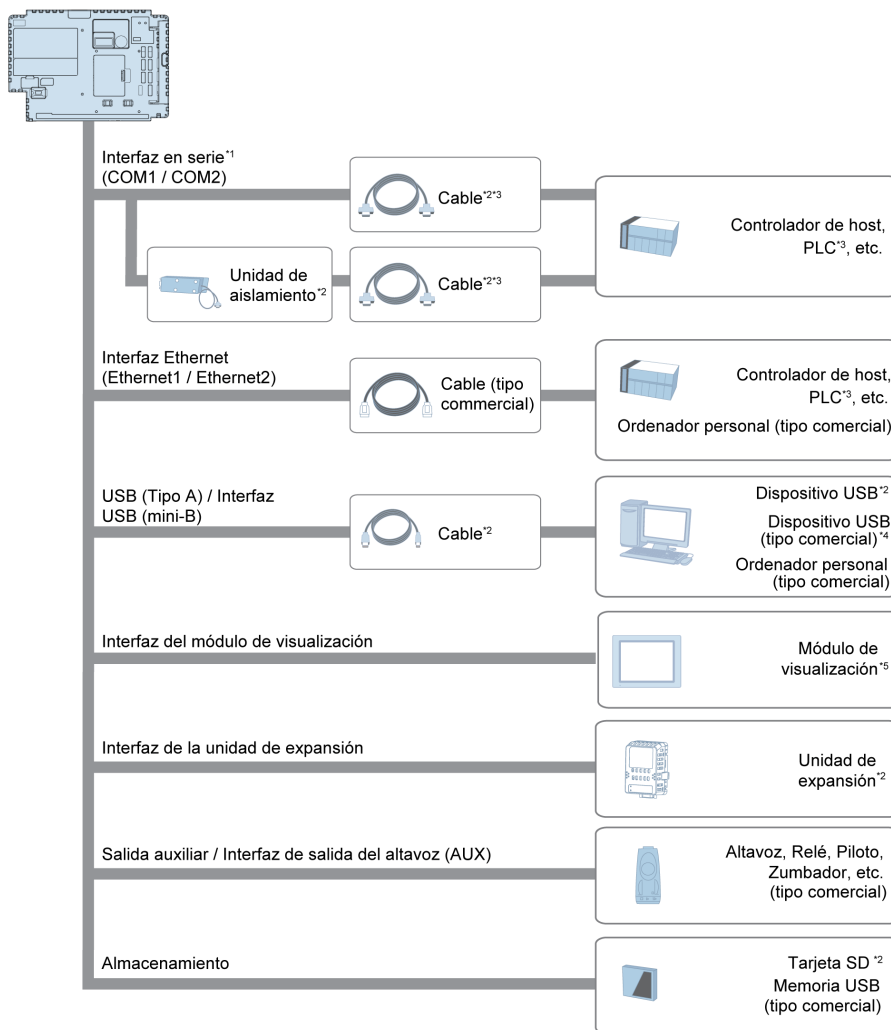 Interfaz en serie*1
(COM1 / COM2)
Cable*2*3
Controlador de host,
PLC*3, etc.
Unidad de
aislamiento*2
Cable*2*3
Interfaz Ethernet
(Ethernet1 / Ethernet2)
Cable (tipo
commercial)
Controlador de host,
PLC*3, etc.
Ordenador personal (tipo comercial)
USB (Tipo A) / Interfaz
USB (mini-B)
Cable*2
Dispositivo USB*2
Dispositivo USB
(tipo comercial)*4
Ordenador personal
(tipo comercial)
Interfaz del módulo de visualización
Módulo de
visualización*5
Interfaz de la unidad de expansión
Unidad de
expansión*2
Salida auxiliar / Interfaz de salida del altavoz (AUX)
Altavoz, Relé, Piloto,
Zumbador, etc.
(tipo comercial)
Almacenamiento
Tarjeta SD *2
Memoria USB
(tipo comercial)